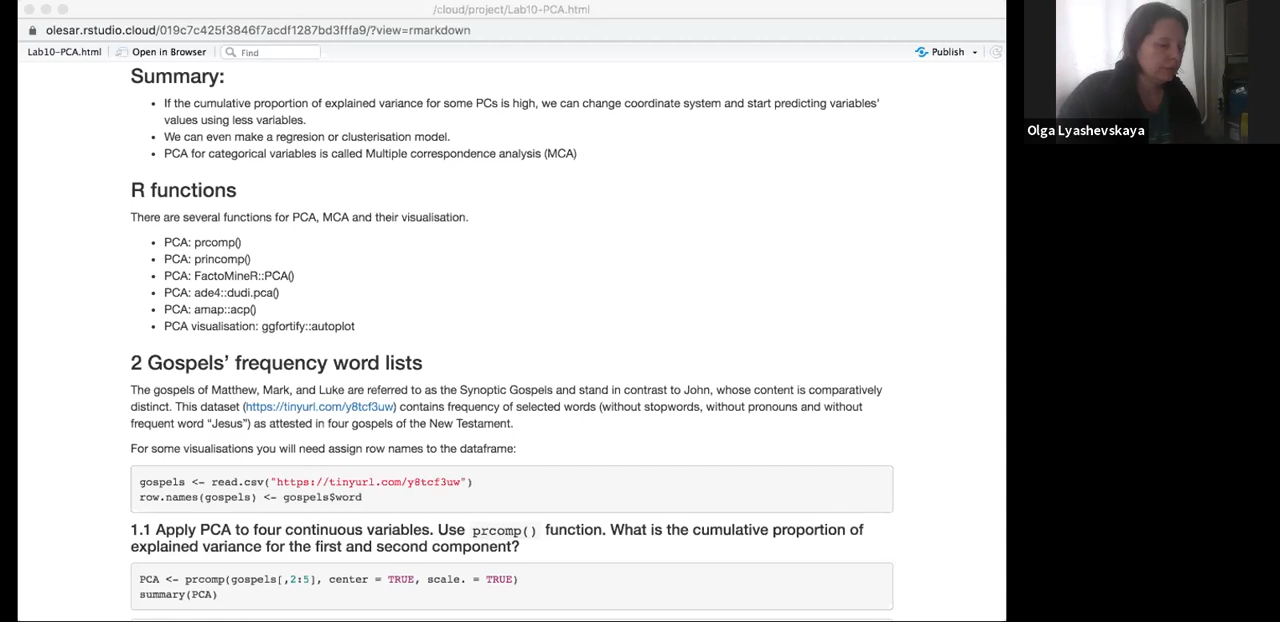 /cloud/project/Lab10-PCA.html
olesar.rstudio.cloud/019c7c425f3846f7acdf1287bd3fffa9/?view=rmarkdown
Lab10-PCA.html Open in Browser Find Publish
Olga Lyashevskaya
Summary:
• If the cumulative proportion of explained variance for some PCs is high, we can change coordinate system and start predicting variables'
values using less variables.
• We can even make a regresion or clusterisation model.
• PCA for categorical variables is called Multiple correspondence analysis (MCA)
R functions
There are several functions for PCA, MCA and their visualisation.
• PCA: prcomp()
• PCA: princomp()
• PCA: FactoMineR::PCA()
• PCA: ade4::dudi.pca()
• PCA: amap::acp()
• PCA visualisation: ggfortify::autoplot
2 Gospels' frequency word lists
The gospels of Matthew, Mark, and Luke are referred to as the Synoptic Gospels and stand in contrast to John, whose content is comparatively
distinct. This dataset (https://tinyurl.com/y8tcf3uw) contains frequency of selected words (without stopwords, without pronouns and without
frequent word "Jesus") as attested in four gospels of the New Testament.
For some visualisations you will need assign row names to the dataframe:
gospels <- read.csv("https://tinyurl.com/y8tcf3uw")
row.names(gospels) <- gospels$word
1.1 Apply PCA to four continuous variables. Use prcomp() function. What is the cumulative proportion of
explained variance for the first and second component?
PCA <- prcomp(gospels[,2:5], center = TRUE, scale. = TRUE)
summary(PCA)